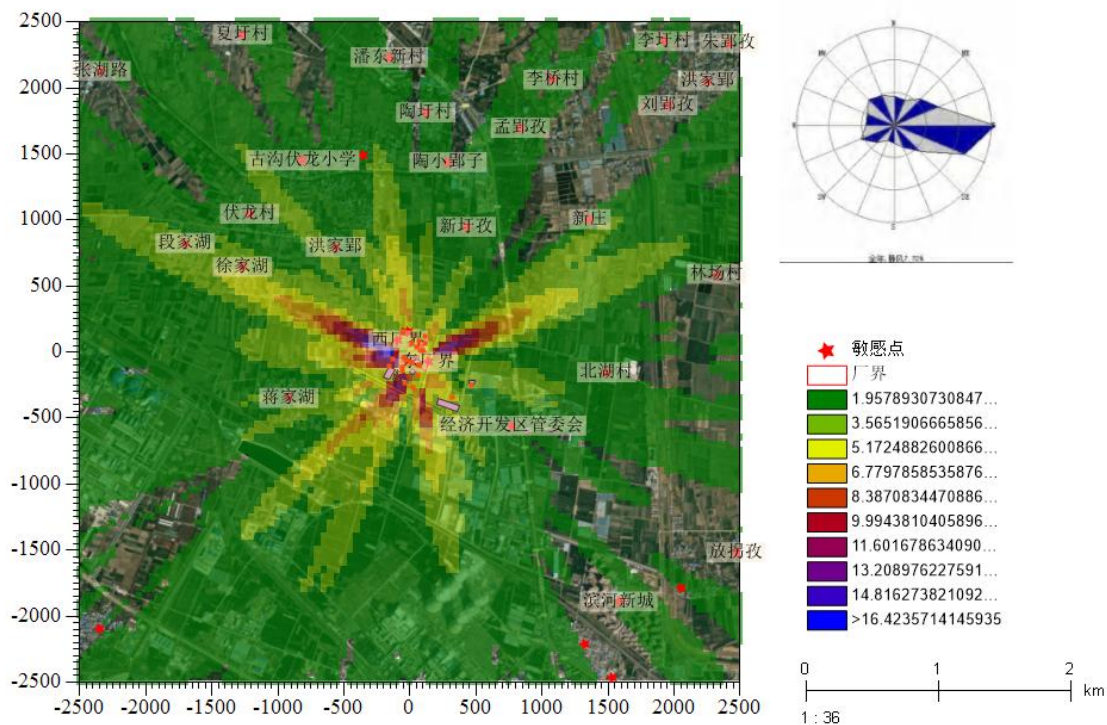 2500
2000
1500
1000
500
0
-500
-1000
-1500
-2000
-2500
-2500 -2000 -1500 -1000 -500 0 500 1000 1500 2000 2500
夏圩村
李圩村
朱郢孜
潘东新村
张湖路
李桥村
洪家郢
陶圩村
刘郢孜
孟郢孜
古沟伏龙小学
陶小郢子
伏龙村
新圩孜
新庄
段家湖
洪家郢
徐家湖
林场村
西厂界
东厂界
北湖村
蒋家湖
经济开发区管委会
放拐孜
滨河新城
N
S
敏感点
厂界
1.9578930730847...
3.5651906665856...
5.1724882600866...
6.7797858535876...
8.3870834470886...
9.9943810405896...
11.601678634090...
13.208976227591...
14.816273821092...
>16.4235714145935
0 1 2
km
1 : 36